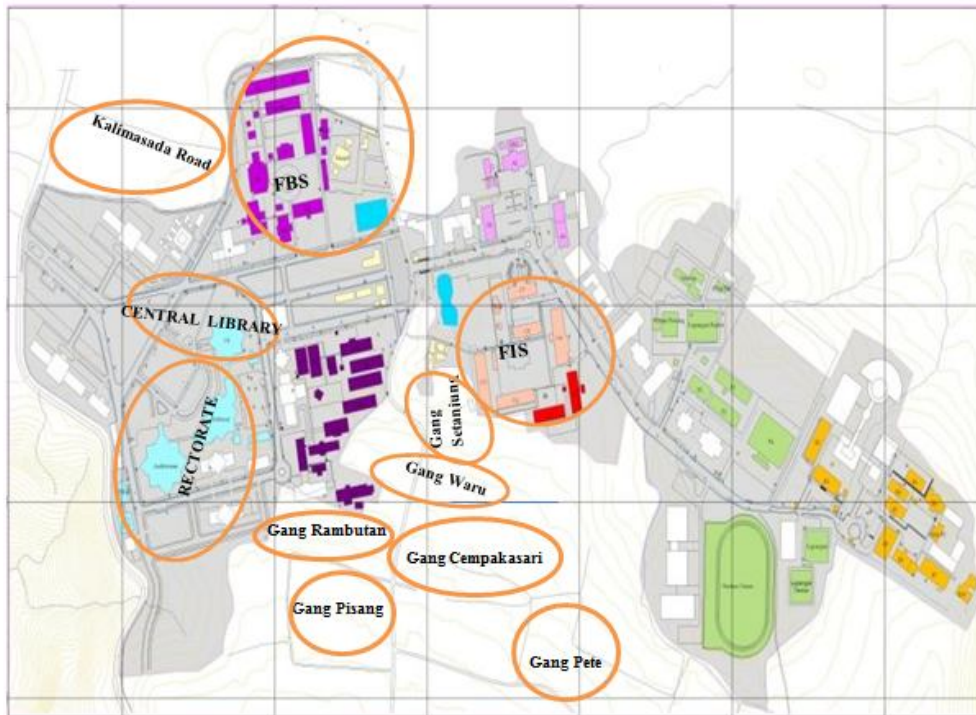 Kalimasada Road
FBS
CENTRAL LIBRARY
FIS
RECTORATE
Gang
Setanjung
Gang Waru
Gang Rambutan
Gang Cempakasari
Gang Pisang
Gang Pete